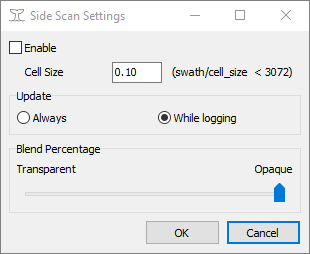 Side Scan Settings
Enable
Cell Size 0.10 (swath/cell_size < 3072)
Update
Always While logging
Blend Percentage
Transparent Opaque
OK Cancel